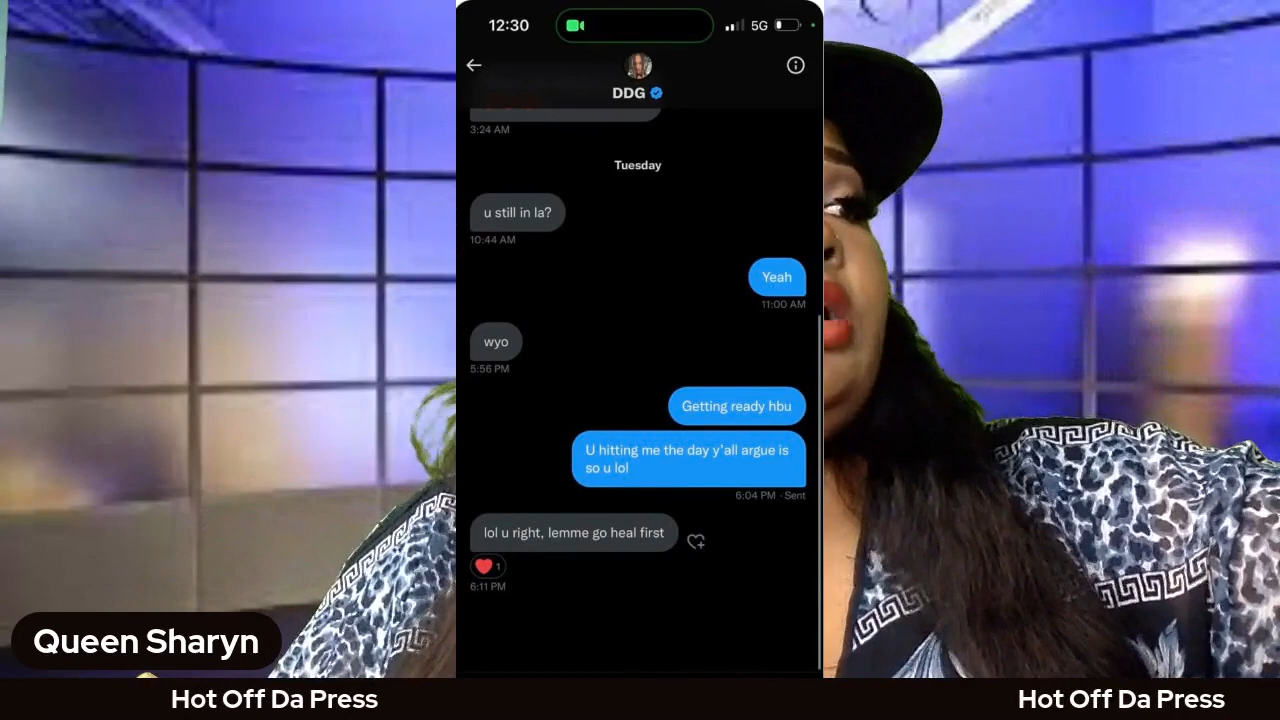 12:30
5G
DDG
3:24 AM
Tuesday
u still in la?
10:44 AM
Yeah
11:00 AM
wyo
5:56 PM
Getting ready hbu
U hitting me the day y'all argue is
so u lol
6:04 PM · Sent
lol u right, lemme go heal first
1
6:11 PM
Queen Sharyn
Hot Off Da Press
Hot Off Da Press